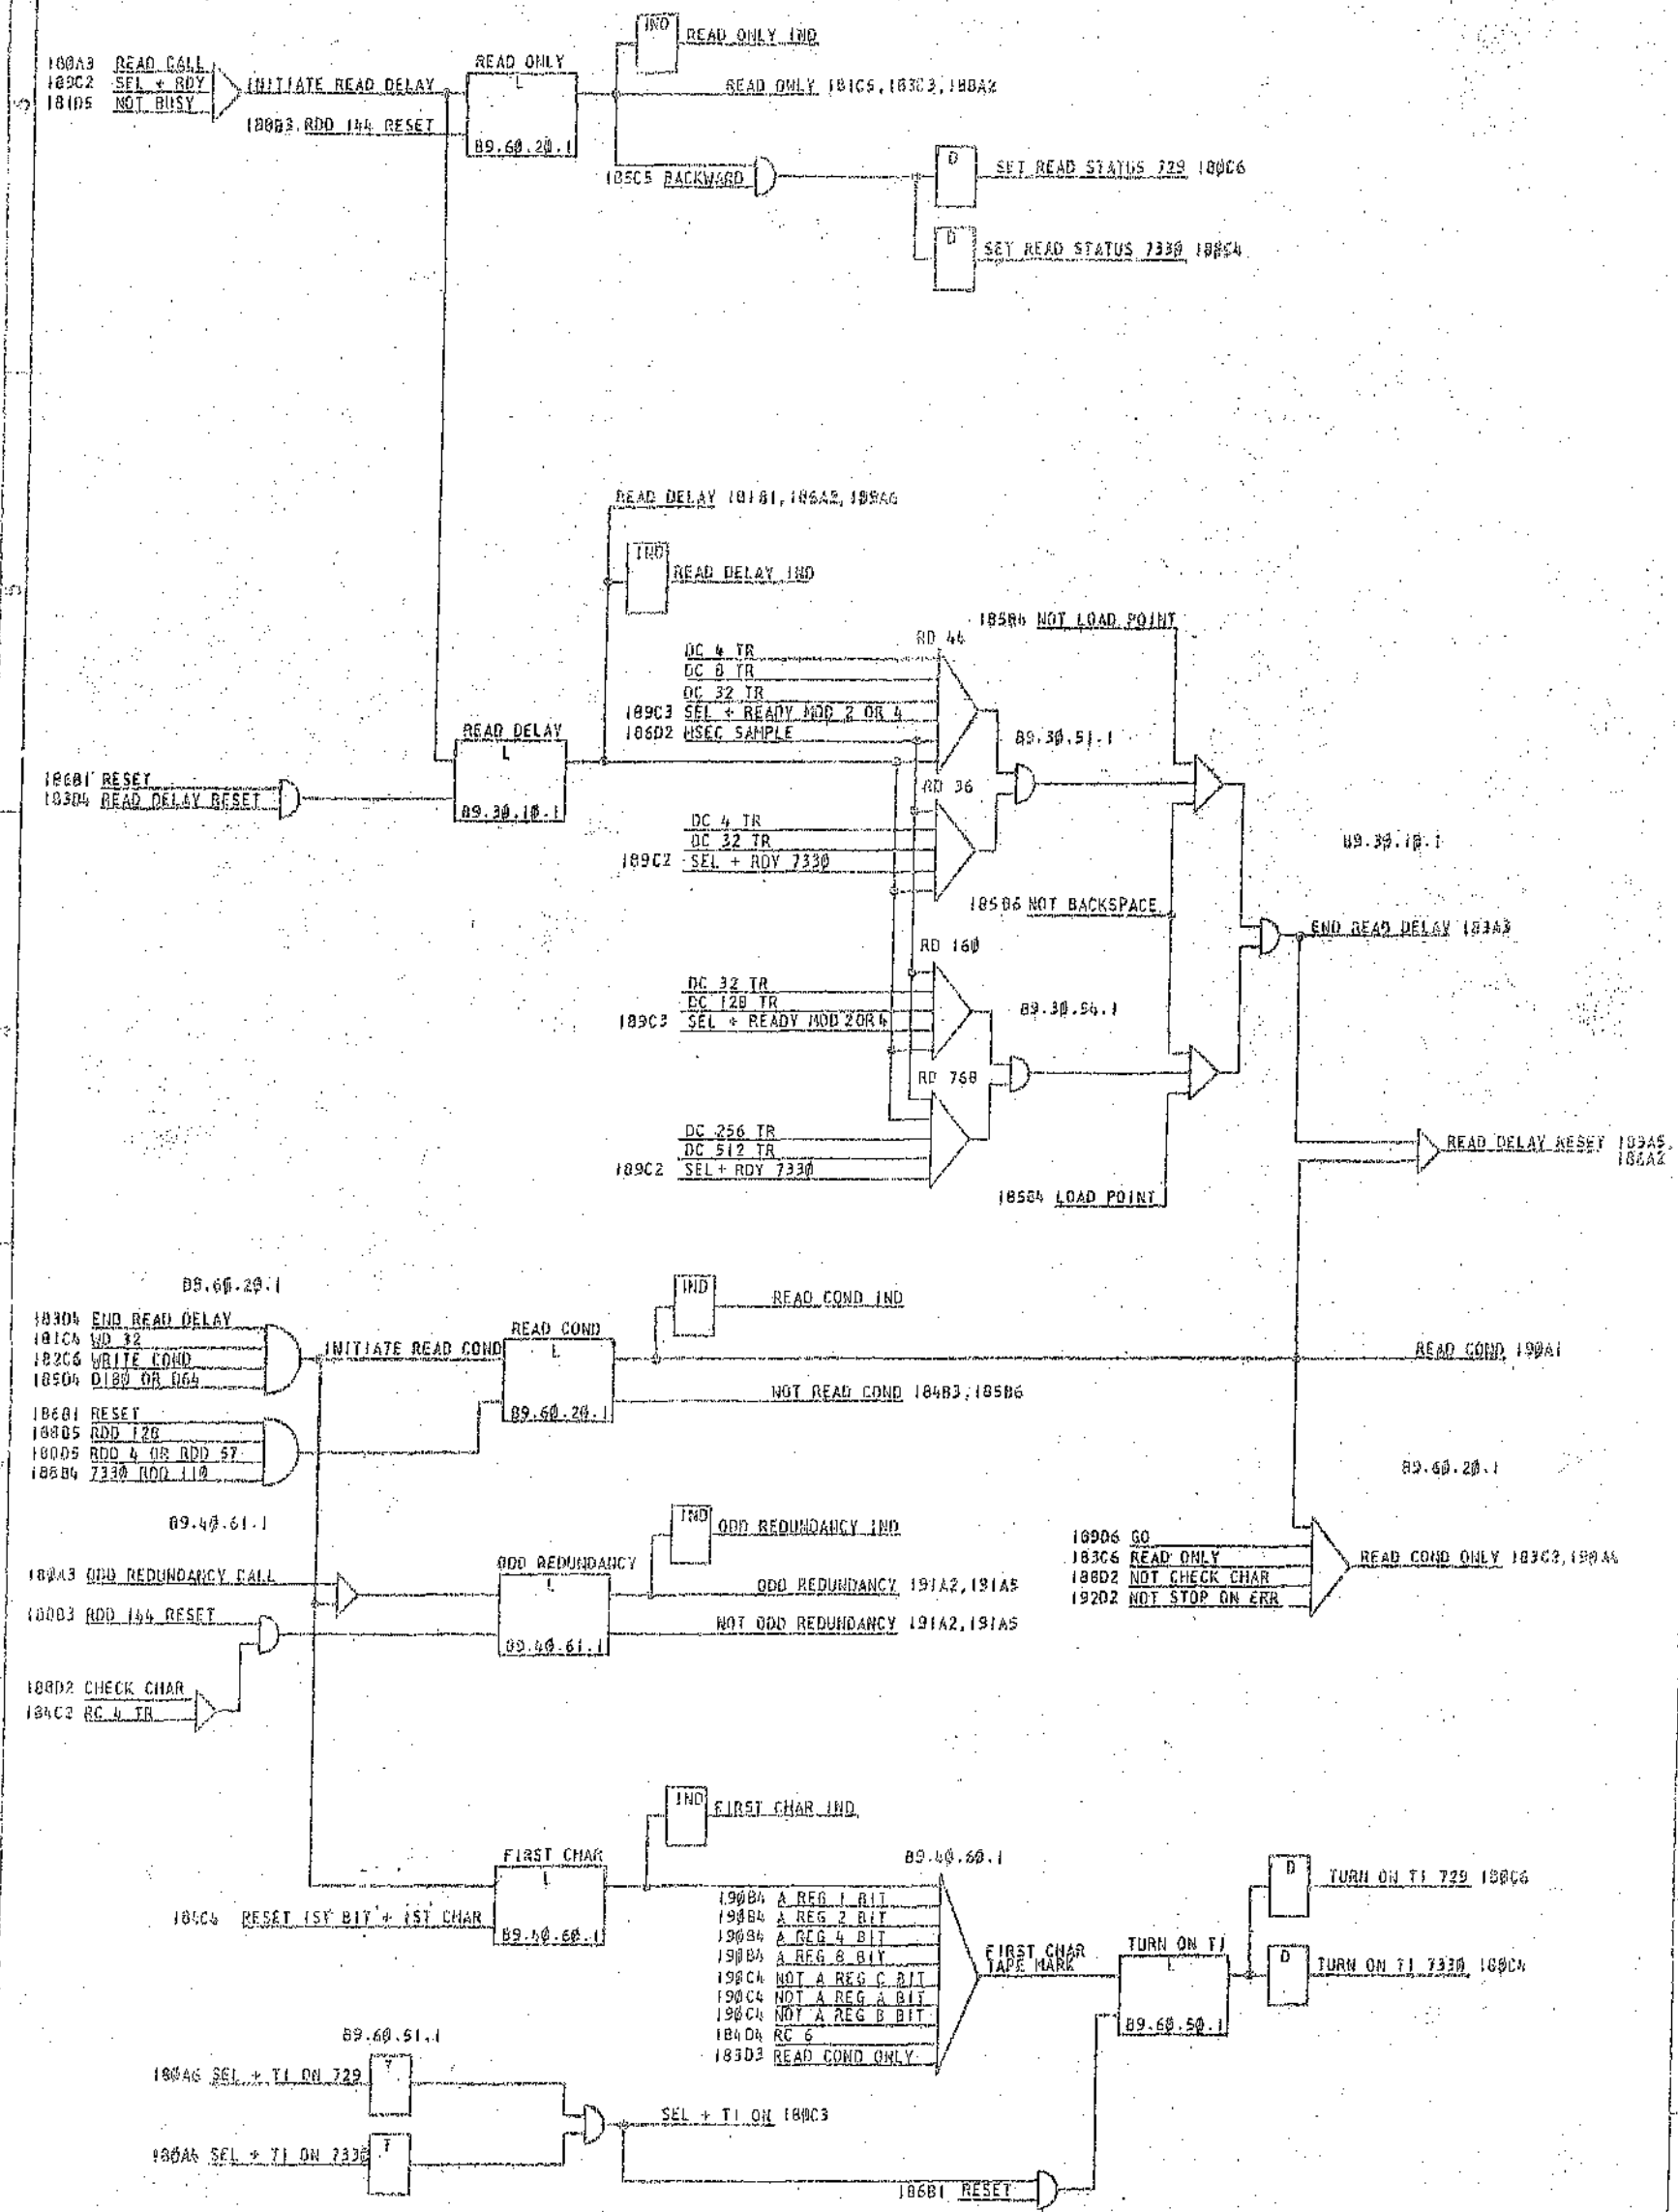 IND
READ ONLY IND
READ ONLY
180A3 READ CALL
189C2 SEL + RDY
181D5 NOT BUSY
INITIATE READ DELAY
L
READ ONLY 181C5, 183C3, 188A2
188B3 RDD 144 RESET
89.60.20.1
185C5 BACKWARD
D
SET READ STATUS 729 180C6
D
SET READ STATUS 7330 180C4
READ DELAY 181B1, 186A2, 189A6
IND
READ DELAY IND
185B4 NOT LOAD POINT
RD 44
DC 4 TR
DC 8 TR
DC 32 TR
189C3 SEL + READY MOD 2 OR 4
186D2 MSEC SAMPLE
89.30.51.1
READ DELAY
L
89.30.10.1
186B1 RESET
183D4 READ DELAY RESET
RD 36
DC 4 TR
DC 32 TR
189C2 SEL + RDY 7330
89.30.10.1
185B6 NOT BACKSPACE
END READ DELAY 183A3
RD 160
DC 32 TR
DC 128 TR
189C3 SEL + READY MOD 2 OR 4
89.30.54.1
RD 768
DC 256 TR
DC 512 TR
189C2 SEL + RDY 7330
READ DELAY RESET 183A5,
186A2
185B4 LOAD POINT
89.60.20.1
IND
READ COND IND
183D4 END READ DELAY
181C4 WD 32
182C6 WRITE COND
185D4 D180 OR D64
INITIATE READ COND
READ COND
L
89.60.20.1
READ COND 190A1
NOT READ COND 184B3, 185B6
186B1 RESET
188B5 RDD 128
188D5 RDD 4 OR RDD 57
188B4 7330 RDD 110
89.60.20.1
89.40.61.1
IND
ODD REDUNDANCY IND
180A3 ODD REDUNDANCY CALL
ODD REDUNDANCY
L
89.40.61.1
ODD REDUNDANCY 191A2, 191A5
NOT ODD REDUNDANCY 191A2, 191A5
188B3 RDD 144 RESET
188D2 CHECK CHAR
184C2 RC 4 TR
189D6 GO
183C6 READ ONLY
188D2 NOT CHECK CHAR
192D2 NOT STOP ON ERR
READ COND ONLY 183C3, 190A4
IND
FIRST CHAR IND
FIRST CHAR
L
89.40.60.1
184C4 RESET 1ST BIT + 1ST CHAR
89.40.60.1
190B4 A REG 1 BIT
190B4 A REG 2 BIT
190B4 A REG 4 BIT
190B4 A REG 8 BIT
190C4 NOT A REG C BIT
190C4 NOT A REG A BIT
190C4 NOT A REG B BIT
184D4 RC 6
183D3 READ COND ONLY
FIRST CHAR
TAPE MARK
TURN ON TI
L
89.60.50.1
D
TURN ON TI 729 180C6
D
TURN ON TI 7330 180C4
89.60.51.1
180A6 SEL + TI ON 729
T
180A4 SEL + TI ON 7330
T
SEL + TI ON 180C3
186B1 RESET